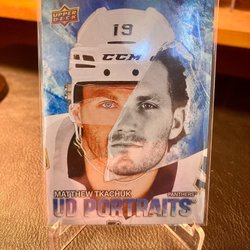 UPPER DECK
19
CCM
MATTHEW TKACHUK
PANTHERS
UD PORTRAITS